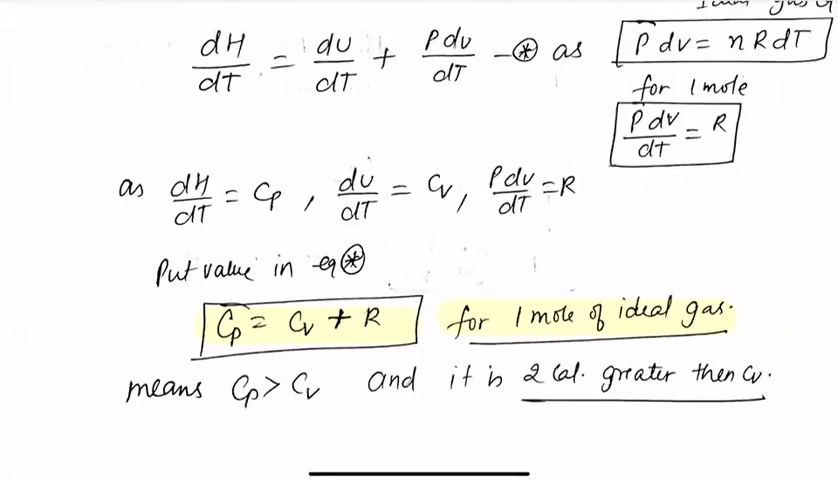 dH/dT = dU/dT + Pdv/dT —⊛ as
P dv = nRdT
for 1 mole
Pdv/dT = R
as dH/dT = Cp , du/dT = Cv, Pdv/dT = R
Put value in eq ⊛
Cp = Cv + R for 1 mole of ideal gas.
means Cp > Cv and it is 2 Cal. greater then Cv.